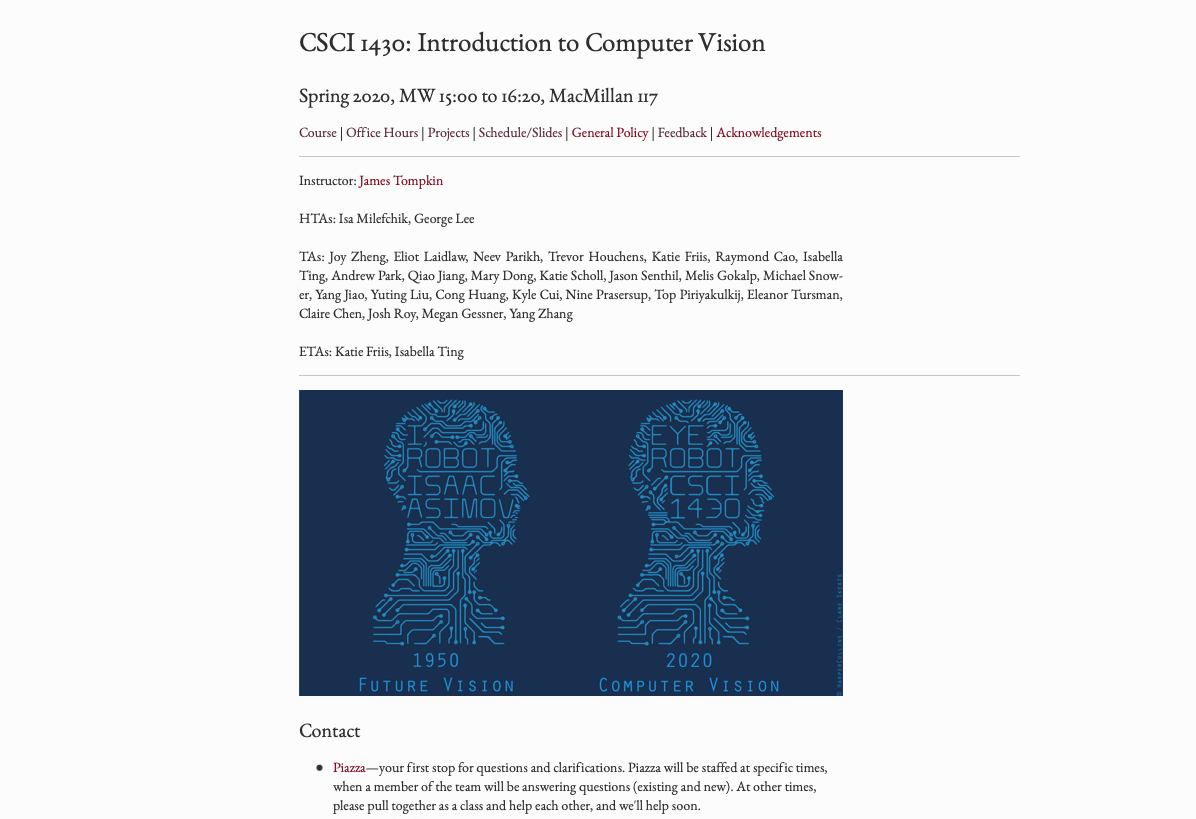 CSCI 1430: Introduction to Computer Vision
Spring 2020, MW 15:00 to 16:20, MacMillan 117
Course | Office Hours | Projects | Schedule/Slides | General Policy | Feedback | Acknowledgements
Instructor: James Tompkin
HTAs: Isa Milefchik, George Lee
TAs: Joy Zheng, Eliot Laidlaw, Neev Parikh, Trevor Houchens, Katie Friis, Raymond Cao, Isabella
Ting, Andrew Park, Qiao Jiang, Mary Dong, Katie Scholl, Jason Senthil, Melis Gokalp, Michael Snow-
er, Yang Jiao, Yuting Liu, Cong Huang, Kyle Cui, Nine Prasersup, Top Piriyakulkij, Eleanor Tursman,
Claire Chen, Josh Roy, Megan Gessner, Yang Zhang
ETAs: Katie Friis, Isabella Ting
I,
ROBOT
ISAAC
ASIMOV
1950
Future Vision
EYE
ROBOT
CSCI
1430
2020
Computer Vision
© HarperCollins /
Contact
Piazza—your first stop for questions and clarifications. Piazza will be staffed at specific times,
when a member of the team will be answering questions (existing and new). At other times,
please pull together as a class and help each other, and we'll help soon.